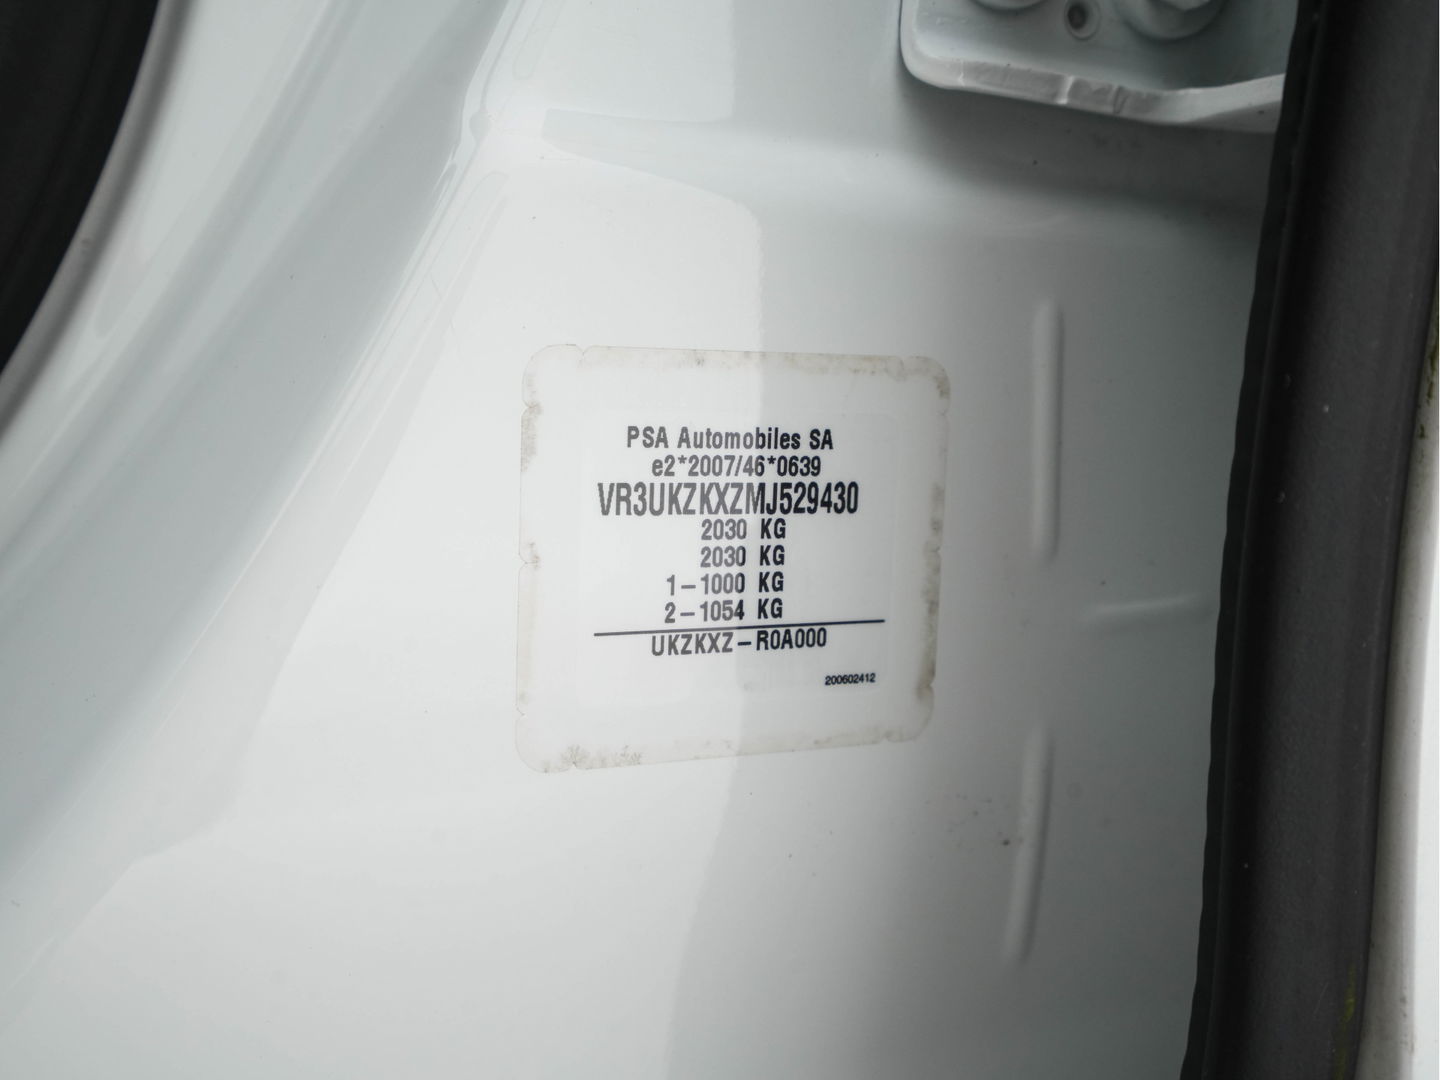 PSA Automobiles SA
e2*2007/46*0639
VR3UKZKXZMJ529430
2030 KG
2030 KG
1-1000 KG
2-1054 KG
UKZKXZ-R0A000
200602412